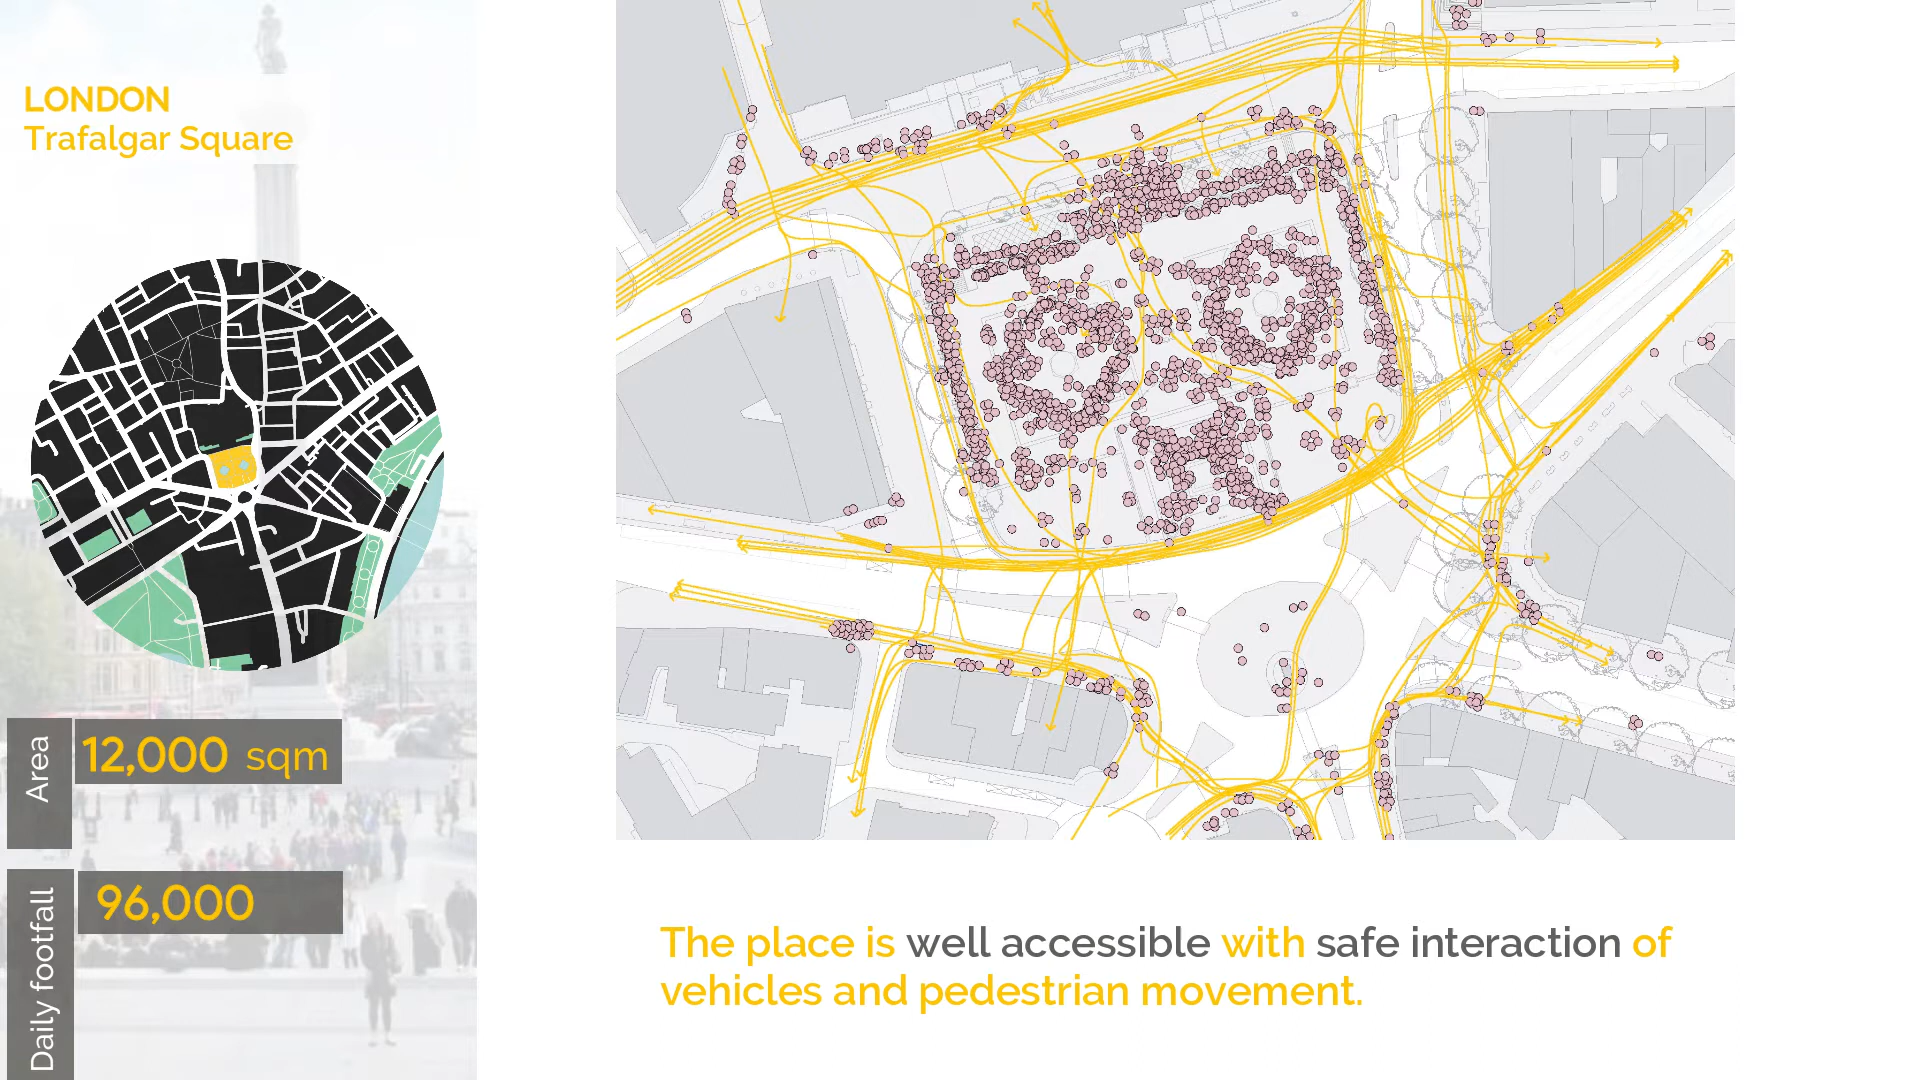 LONDON
Trafalgar Square
Area
12,000 sqm
Daily footfall
96,000
The place is well accessible with safe interaction of
vehicles and pedestrian movement.